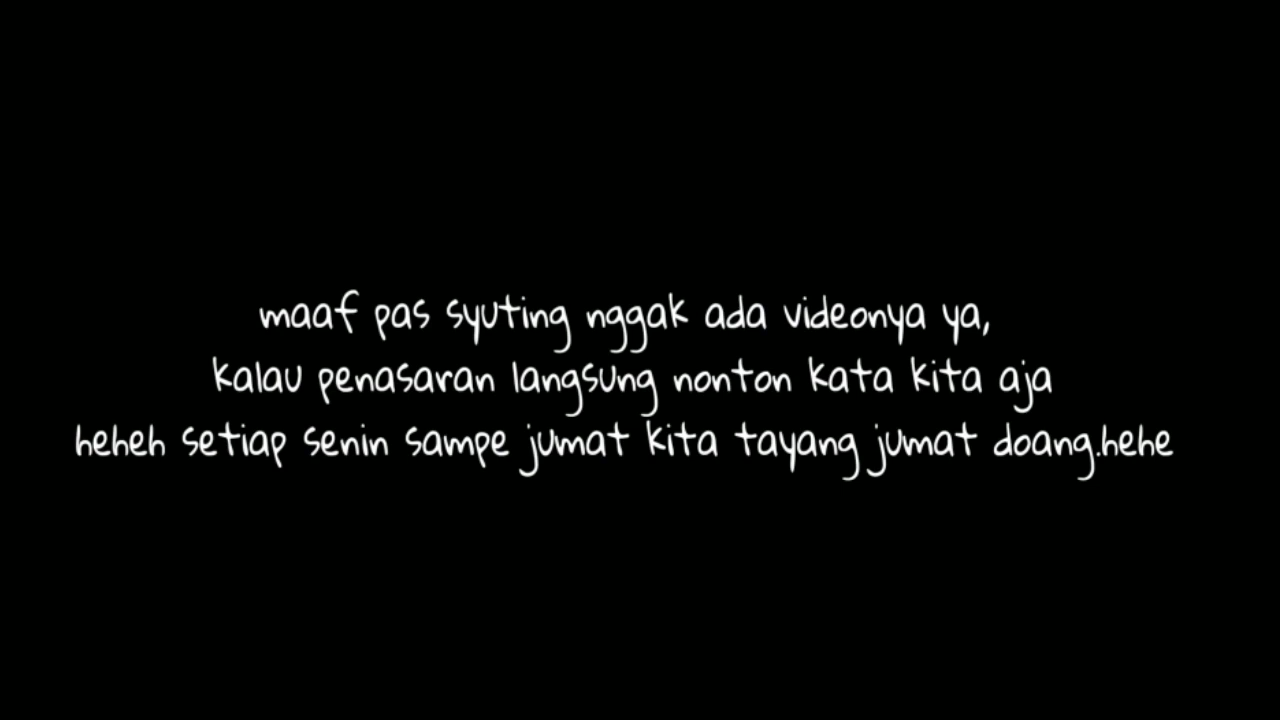 maaf pas syuting nggak ada videonya ya,
kalau penasaran langsung nonton kata kita aja
heheh setiap senin sampe jumat kita tayang jumat doang.hehe